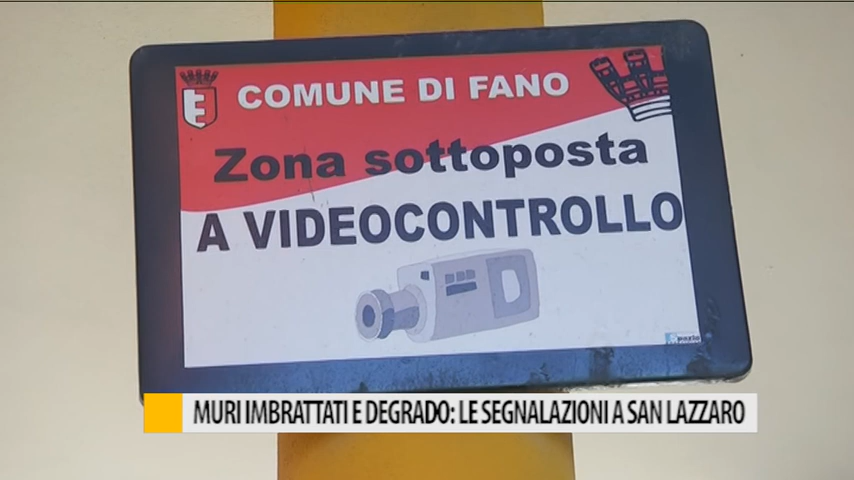 COMUNE DI FANO
Zona sottoposta
A VIDEOCONTROLLO
MURI IMBRATTATI E DEGRADO: LE SEGNALAZIONI A SAN LAZZARO